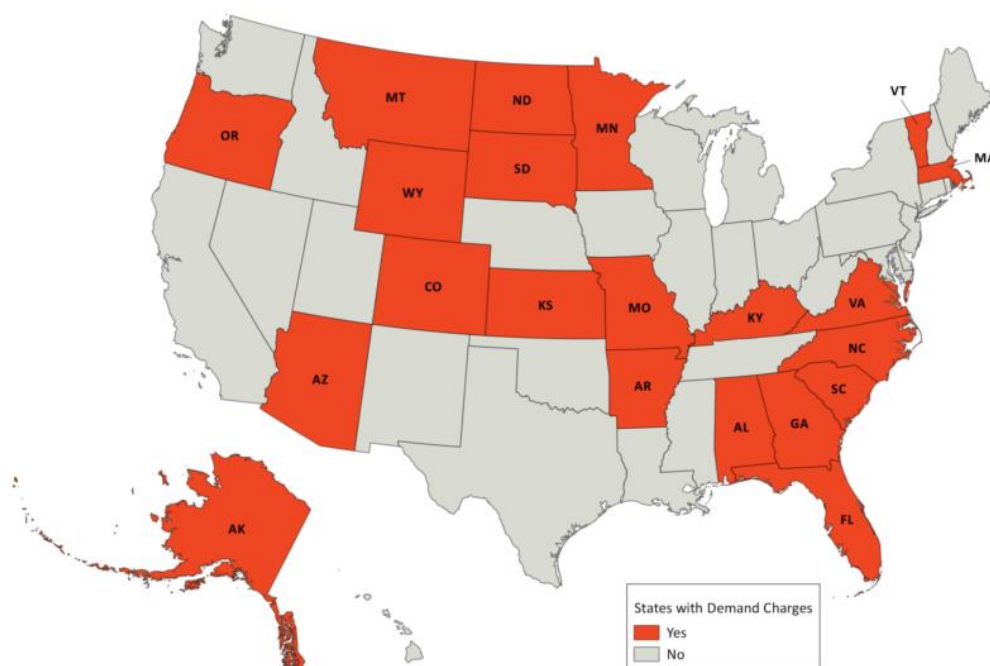 VT
MT
ND
MN
OR
MA
SD
WY
CO
KS
MO
KY
VA
NC
AZ
AR
SC
AL
GA
FL
AK
States with Demand Charges
Yes
No